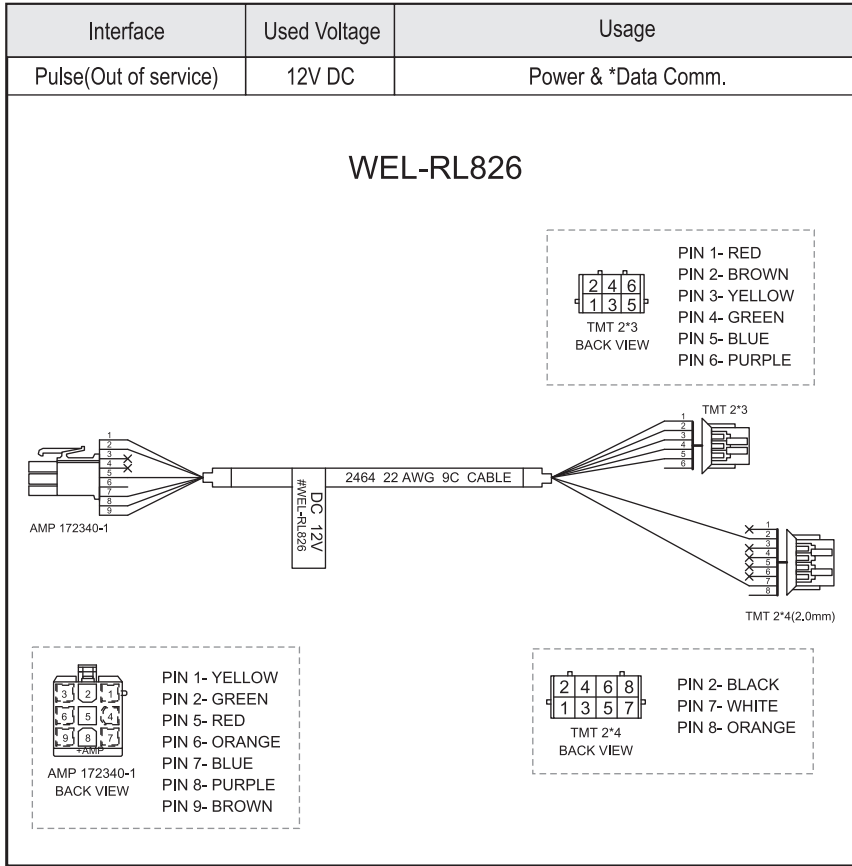 Interface Used Voltage Usage
Pulse(Out of service) 12V DC Power & *Data Comm.
WEL-RL826
2 4 6
1 3 5
TMT 2*3
BACK VIEW
PIN 1- RED
PIN 2- BROWN
PIN 3- YELLOW
PIN 4- GREEN
PIN 5- BLUE
PIN 6- PURPLE
1
2
3
4
5
6
7
8
9
AMP 172340-1
DC 12V
#WEL-RL826
2464 22 AWG 9C CABLE
1
2
3
4
5
6
TMT 2*3
1
2
3
4
5
6
7
8
TMT 2*4(2.0mm)
3 2 1
6 5 4
9 8 7
+AMP
AMP 172340-1
BACK VIEW
PIN 1- YELLOW
PIN 2- GREEN
PIN 5- RED
PIN 6- ORANGE
PIN 7- BLUE
PIN 8- PURPLE
PIN 9- BROWN
2 4 6 8
1 3 5 7
TMT 2*4
BACK VIEW
PIN 2- BLACK
PIN 7- WHITE
PIN 8- ORANGE